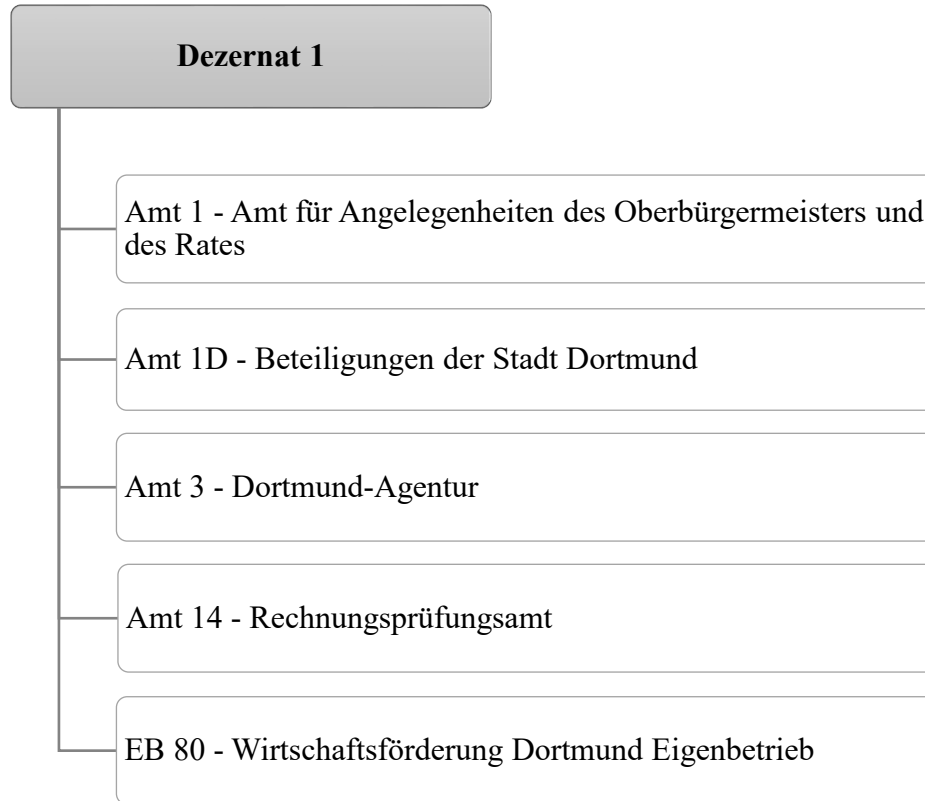 Dezernat 1
Amt 1 - Amt für Angelegenheiten des Oberbürgermeisters und
des Rates
Amt 1D - Beteiligungen der Stadt Dortmund
Amt 3 - Dortmund-Agentur
Amt 14 - Rechnungsprüfungsamt
EB 80 - Wirtschaftsförderung Dortmund Eigenbetrieb